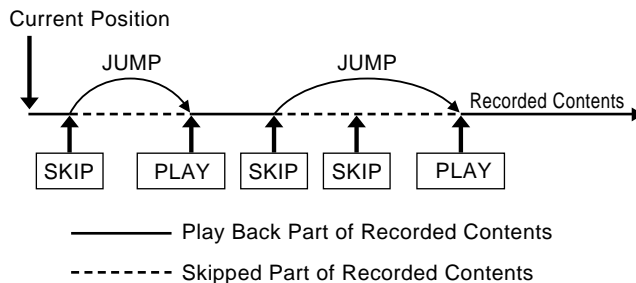 Current Position
JUMP JUMP
Recorded Contents
SKIP PLAY SKIP SKIP PLAY
Play Back Part of Recorded Contents
Skipped Part of Recorded Contents